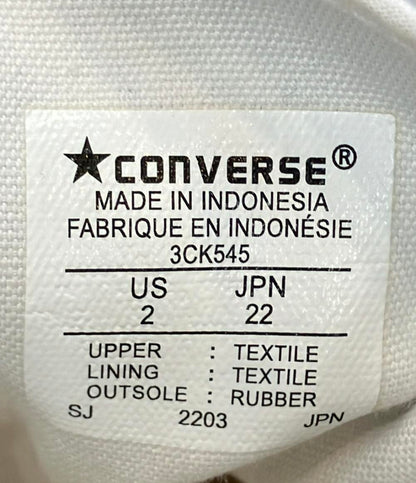 ★CONVERSE®
MADE IN INDONESIA
FABRIQUE EN INDONÉSIE
3CK545
US JPN
2 22
UPPER : TEXTILE
LINING : TEXTILE
OUTSOLE : RUBBER
SJ 2203 JPN